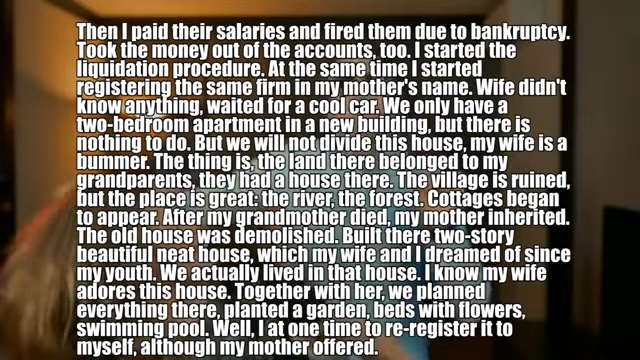 Then I paid their salaries and fired them due to bankruptcy.
Took the money out of the accounts, too. I started the
liquidation procedure. At the same time I started
registering the same firm in my mother's name. Wife didn't
know anything, waited for a cool car. We only have a
two-bedroom apartment in a new building, but there is
nothing to do. But we will not divide this house, my wife is a
bummer. The thing is, the land there belonged to my
grandparents, they had a house there. The village is ruined,
but the place is great: the river, the forest. Cottages began
to appear. After my grandmother died, my mother inherited.
The old house was demolished. Built there two-story
beautiful neat house, which my wife and I dreamed of since
my youth. We actually lived in that house. I know my wife
adores this house. Together with her, we planned
everything there, planted a garden, beds with flowers,
swimming pool. Well, I at one time to re-register it to
myself, although my mother offered.